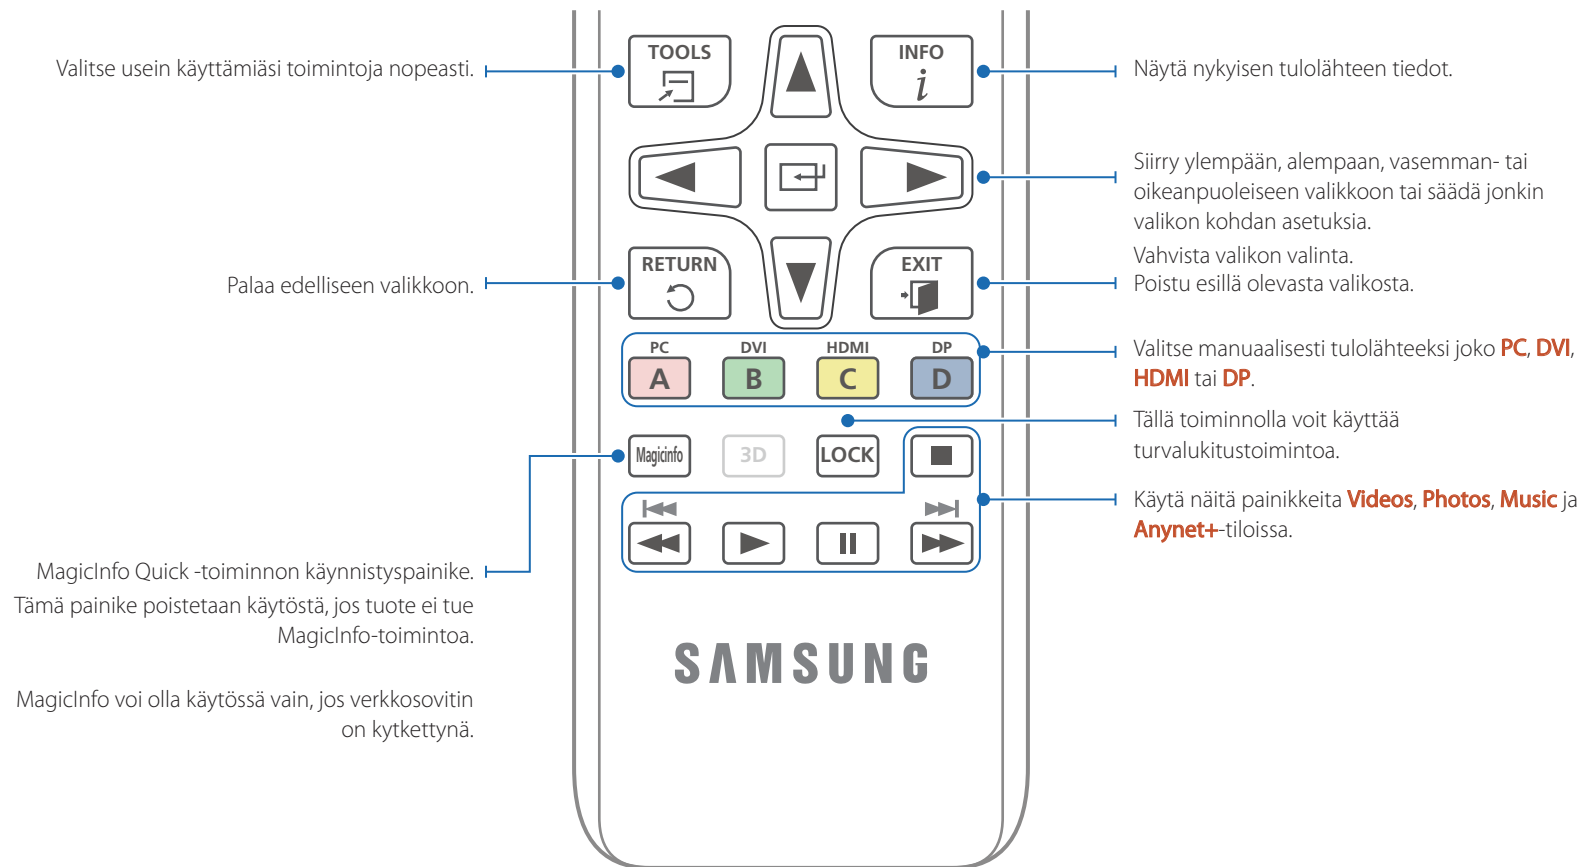 Valitse usein käyttämiäsi toimintoja nopeasti.
TOOLS
INFO
i
Näytä nykyisen tulolähteen tiedot.
Siirry ylempään, alempaan, vasemman- tai
oikeanpuoleiseen valikkoon tai säädä jonkin
valikon kohdan asetuksia.
Vahvista valikon valinta.
Palaa edelliseen valikkoon.
RETURN
EXIT
Poistu esillä olevasta valikosta.
PC DVI HDMI DP
A B C D
Valitse manuaalisesti tulolähteeksi joko PC, DVI,
HDMI tai DP.
Tällä toiminnolla voit käyttää
turvalukitustoimintoa.
Magicinfo 3D LOCK
Käytä näitä painikkeita Videos, Photos, Music ja
Anynet+-tiloissa.
MagicInfo Quick -toiminnon käynnistyspainike.
Tämä painike poistetaan käytöstä, jos tuote ei tue
MagicInfo-toimintoa.
MagicInfo voi olla käytössä vain, jos verkkosovitin
on kytkettynä.
SAMSUNG